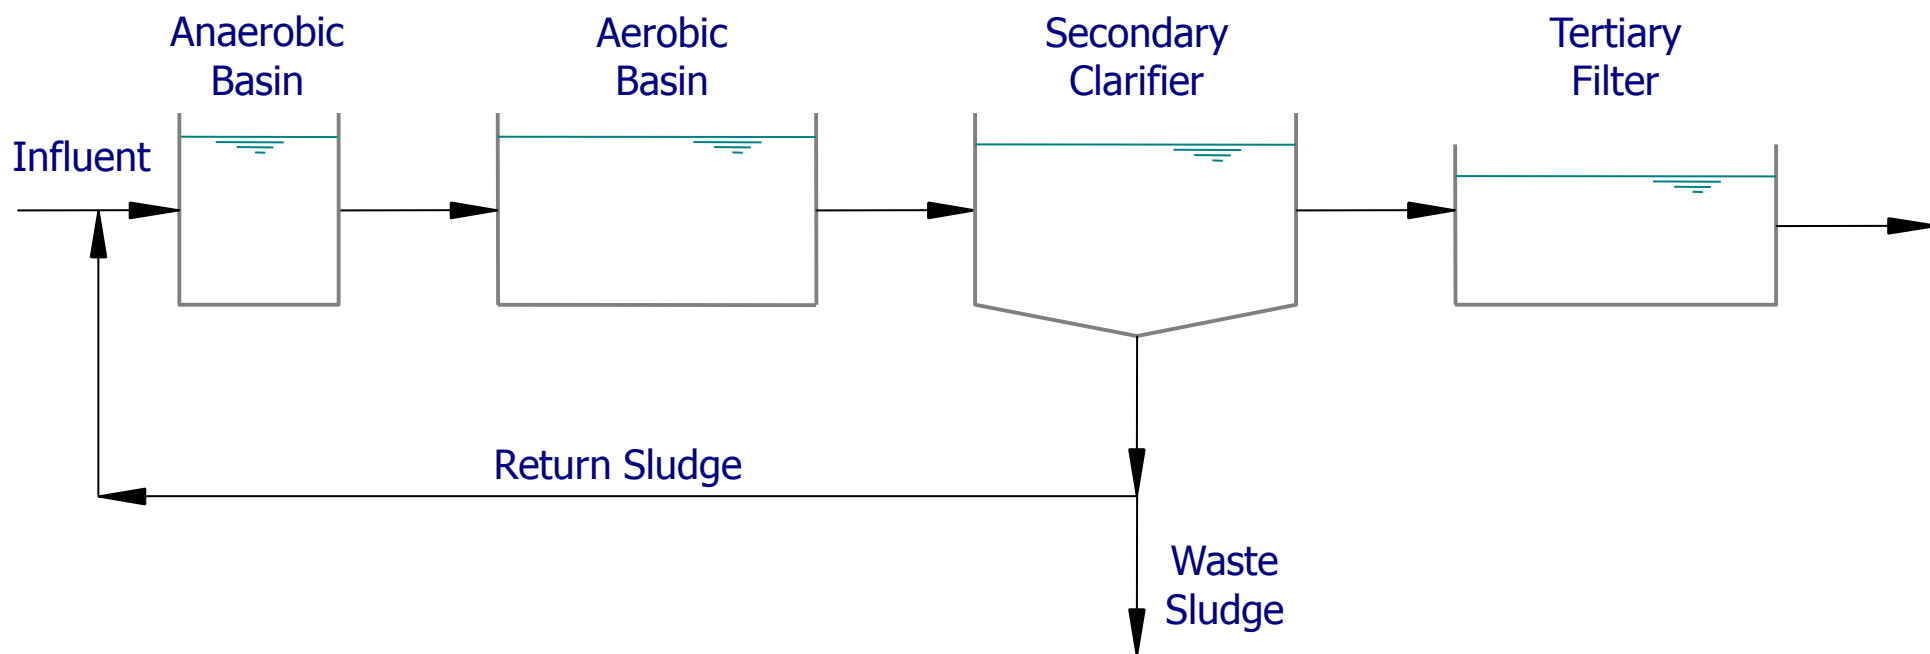 Anaerobic
Basin
Aerobic
Basin
Secondary
Clarifier
Tertiary
Filter
Influent
Return Sludge
Waste
Sludge